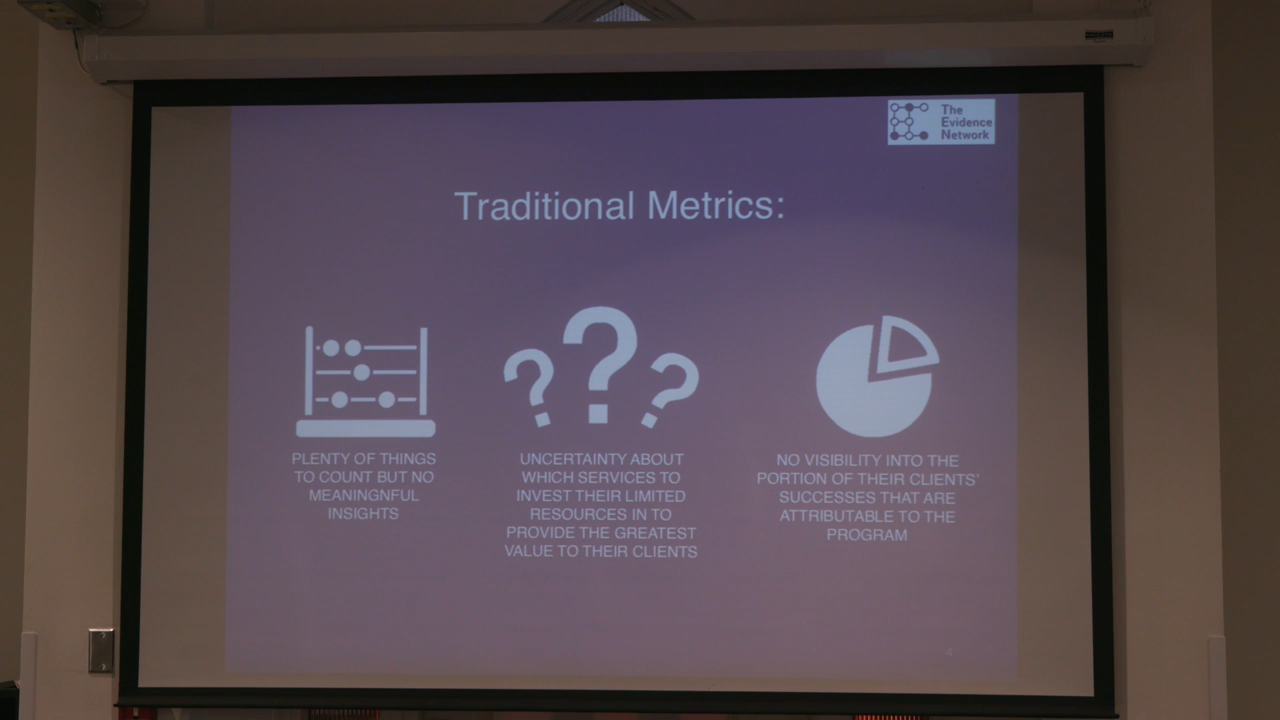 The
Evidence
Network
Traditional Metrics:
? ? ?
PLENTY OF THINGS
TO COUNT BUT NO
MEANINGNFUL
INSIGHTS
UNCERTAINTY ABOUT
WHICH SERVICES TO
INVEST THEIR LIMITED
RESOURCES IN TO
PROVIDE THE GREATEST
VALUE TO THEIR CLIENTS
NO VISIBILITY INTO THE
PORTION OF THEIR CLIENTS'
SUCCESSES THAT ARE
ATTRIBUTABLE TO THE
PROGRAM
4